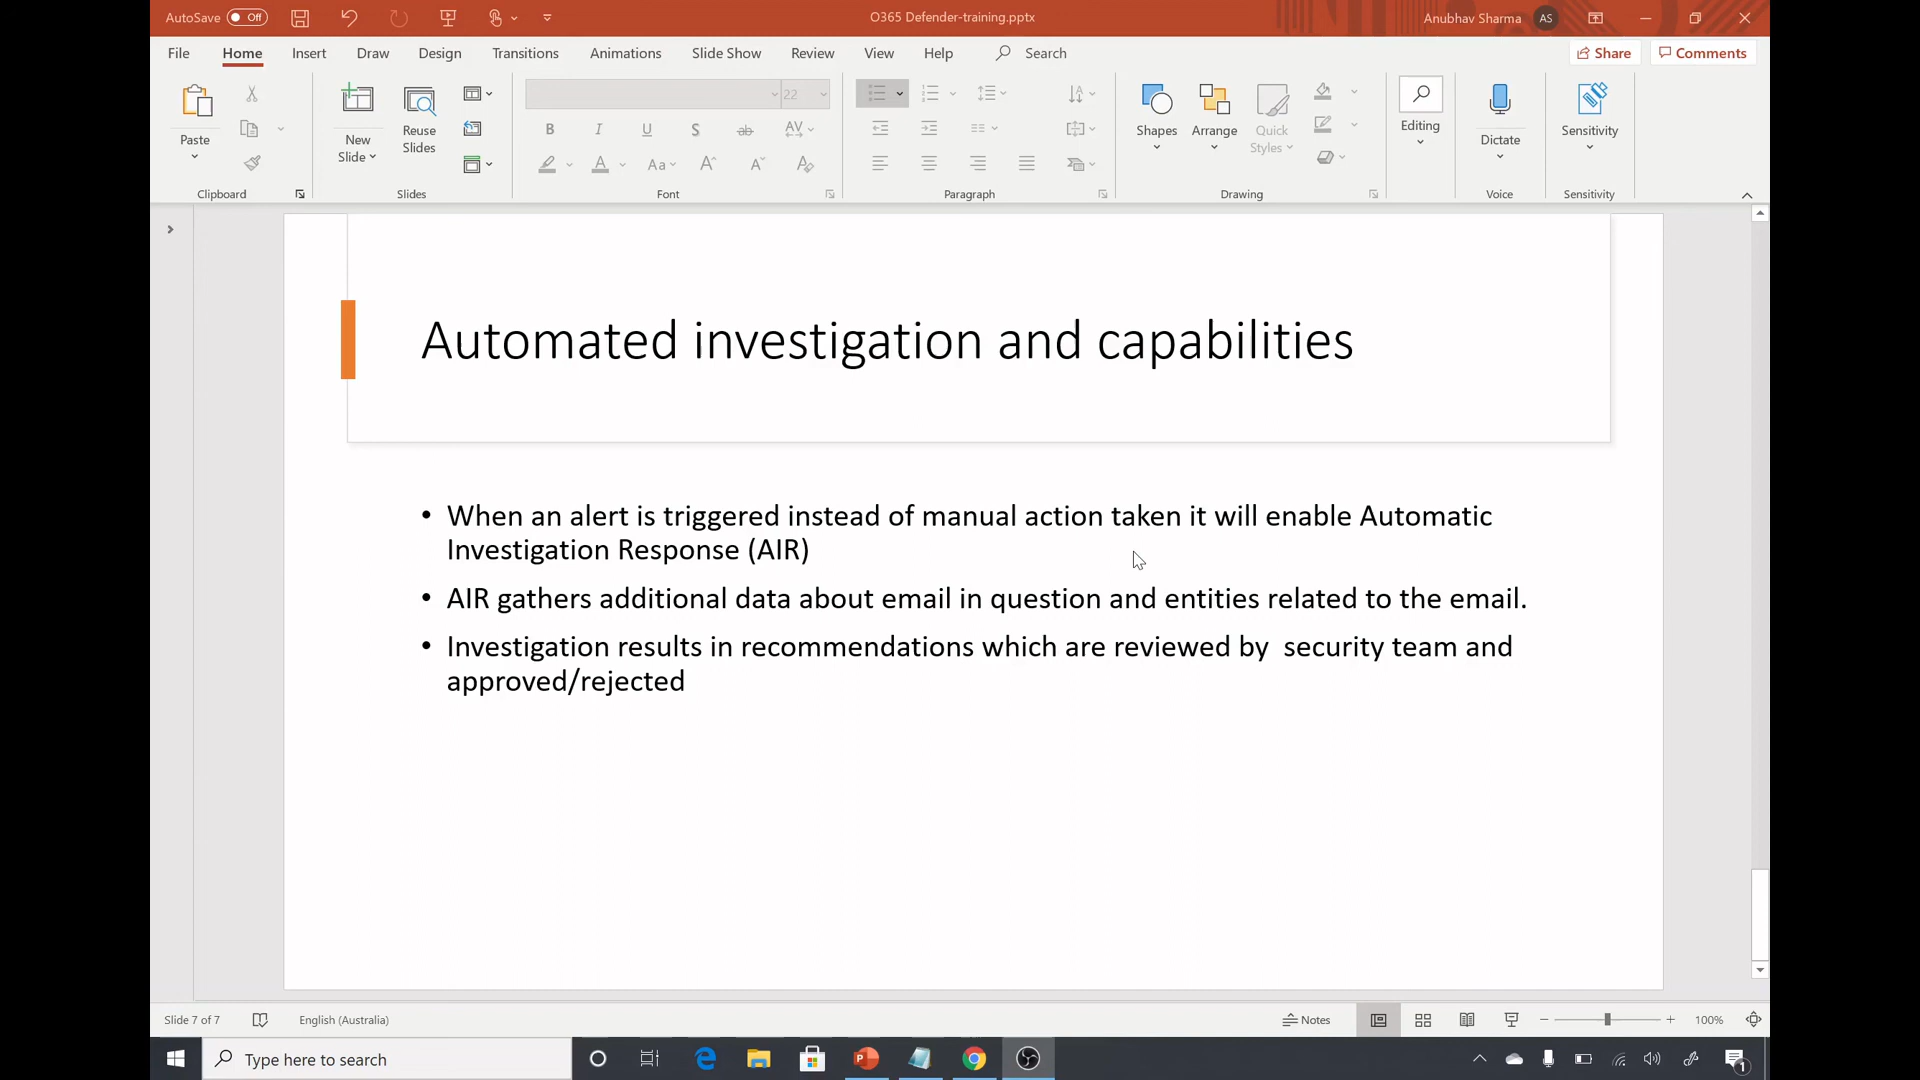 AutoSave Off
O365 Defender-training.pptx
Anubhav Sharma AS
File Home Insert Draw Design Transitions Animations Slide Show Review View Help Search Share Comments
Paste
New Slide
Reuse Slides
22
B I U S ab AV
A Aa A A A
Shapes Arrange Quick Styles
Editing
Dictate
Sensitivity
Clipboard Slides Font Paragraph Drawing Voice Sensitivity
Automated investigation and capabilities
• When an alert is triggered instead of manual action taken it will enable Automatic
Investigation Response (AIR)
• AIR gathers additional data about email in question and entities related to the email.
• Investigation results in recommendations which are reviewed by  security team and
approved/rejected
Slide 7 of 7 English (Australia) Notes 100%
Type here to search
1